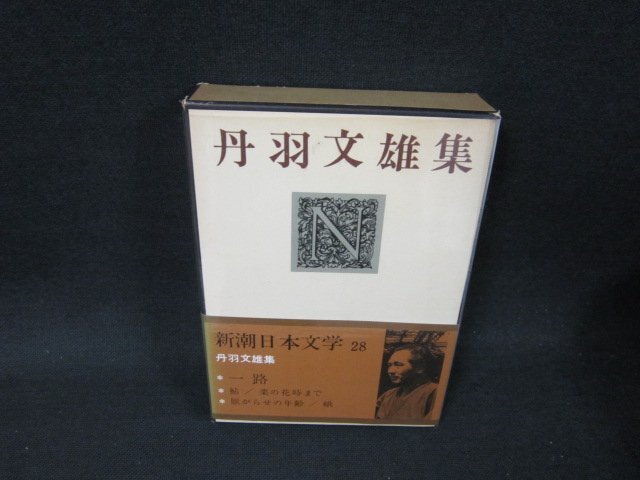 丹羽文雄集
N
新潮日本文学 28
丹羽文雄集
* 一路
* 鮎／菜の花時まで
* 厭がらせの年齢／蛾